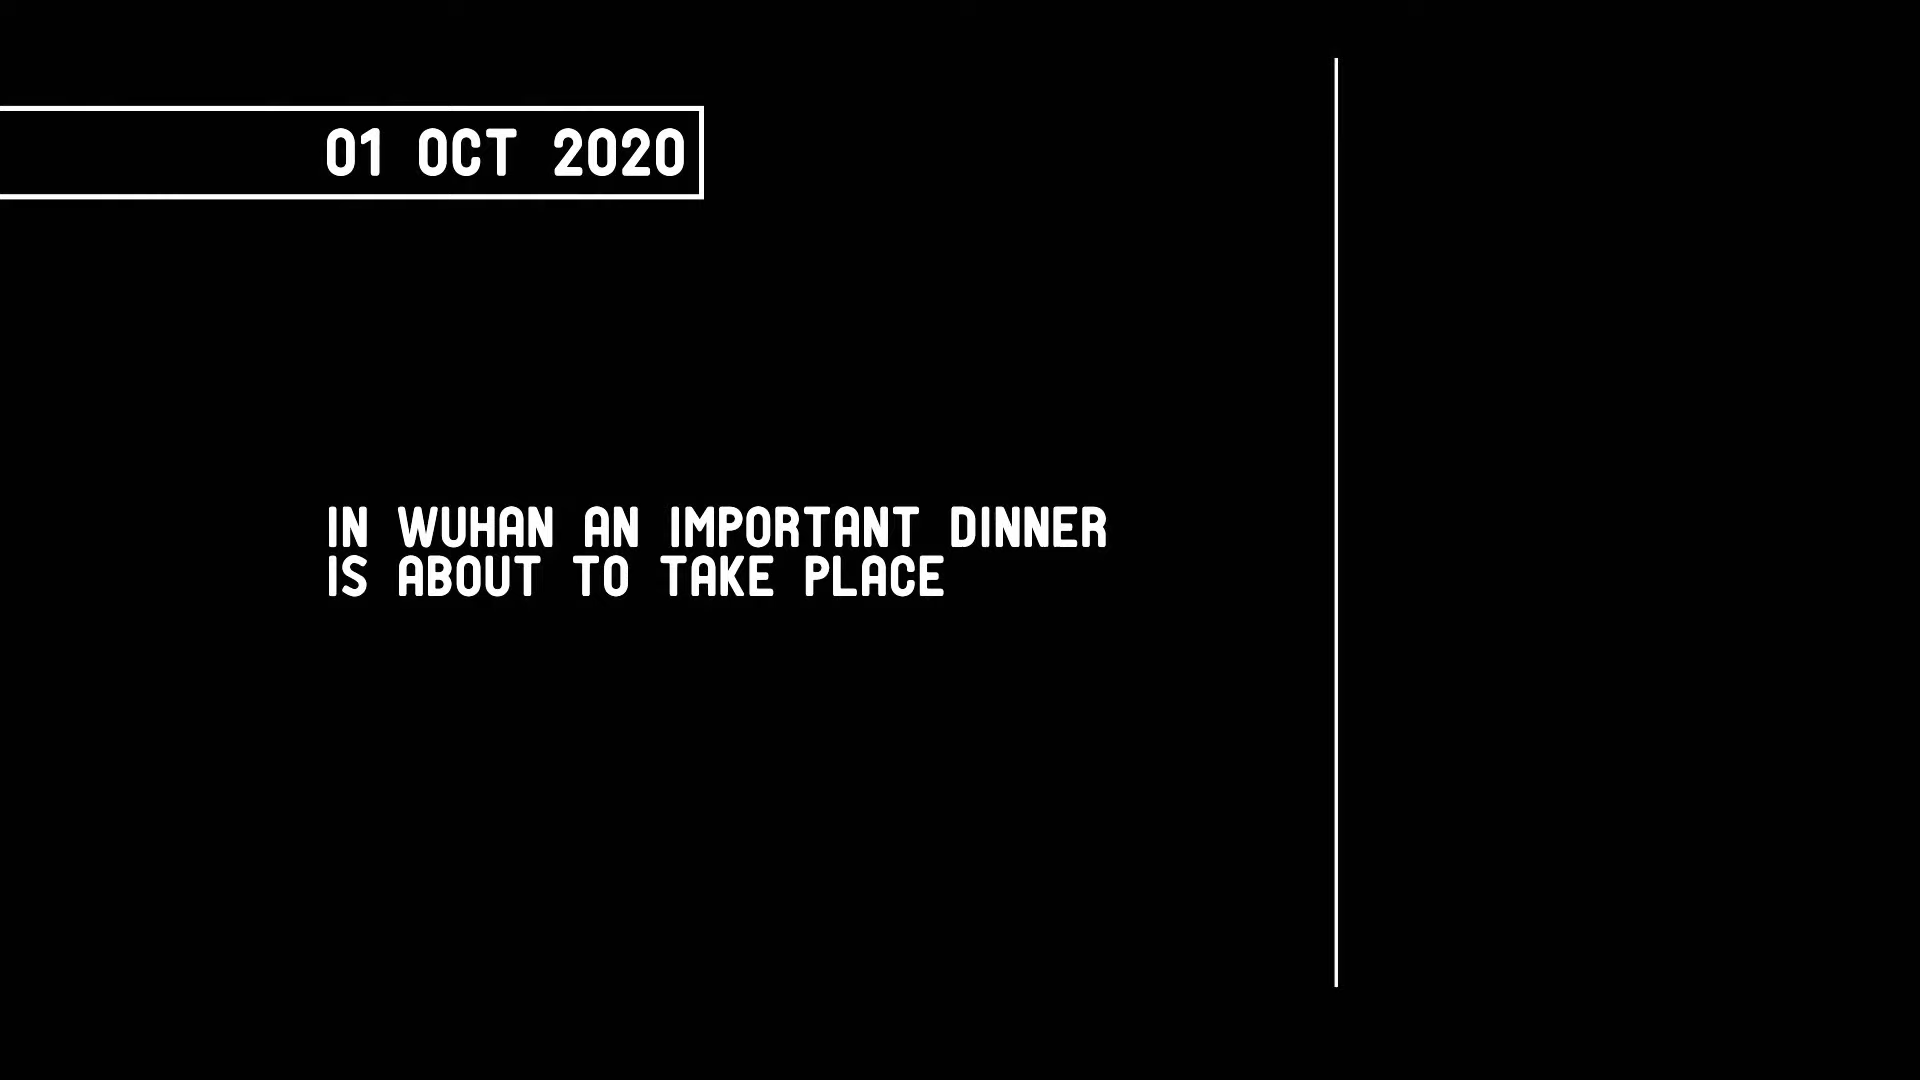 01 OCT 2020
IN WUHAN AN IMPORTANT DINNER
IS ABOUT TO TAKE PLACE